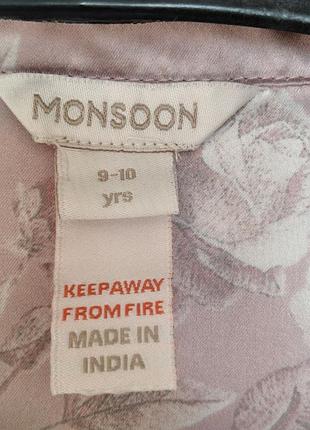 MONSOON
9-10
yrs
KEEPAWAY
FROM FIRE
MADE IN
INDIA